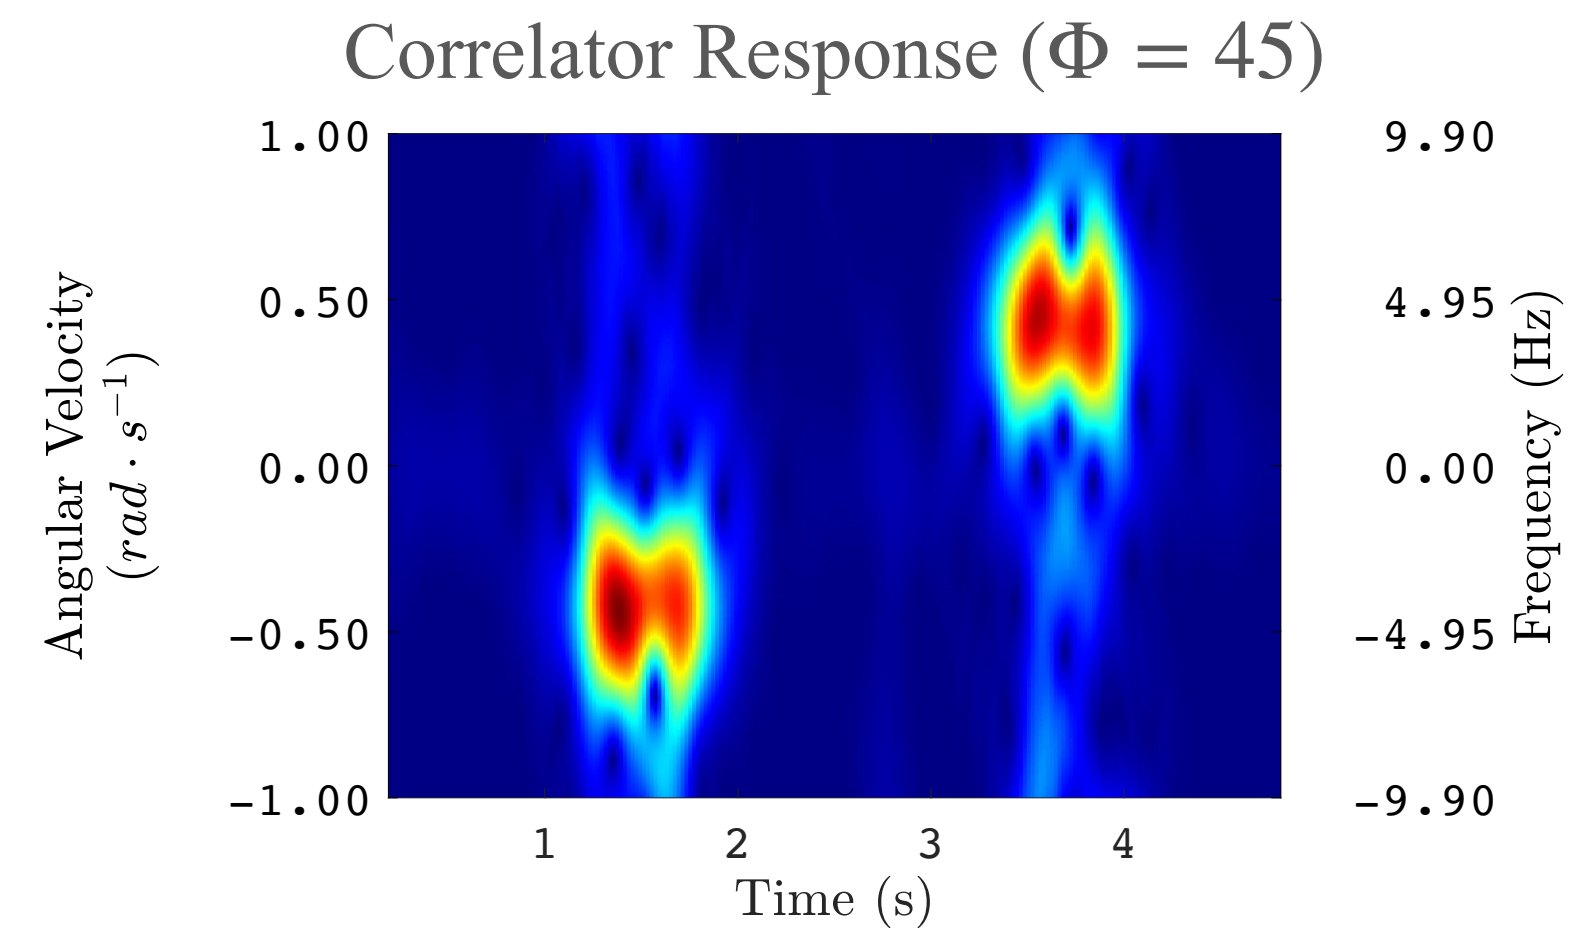 Correlator Response (Φ = 45)
1.00
0.50
0.00
−0.50
−1.00
Angular Velocity
(rad · s⁻¹)
9.90
4.95
0.00
−4.95
−9.90
Frequency (Hz)
1 2 3 4
Time (s)